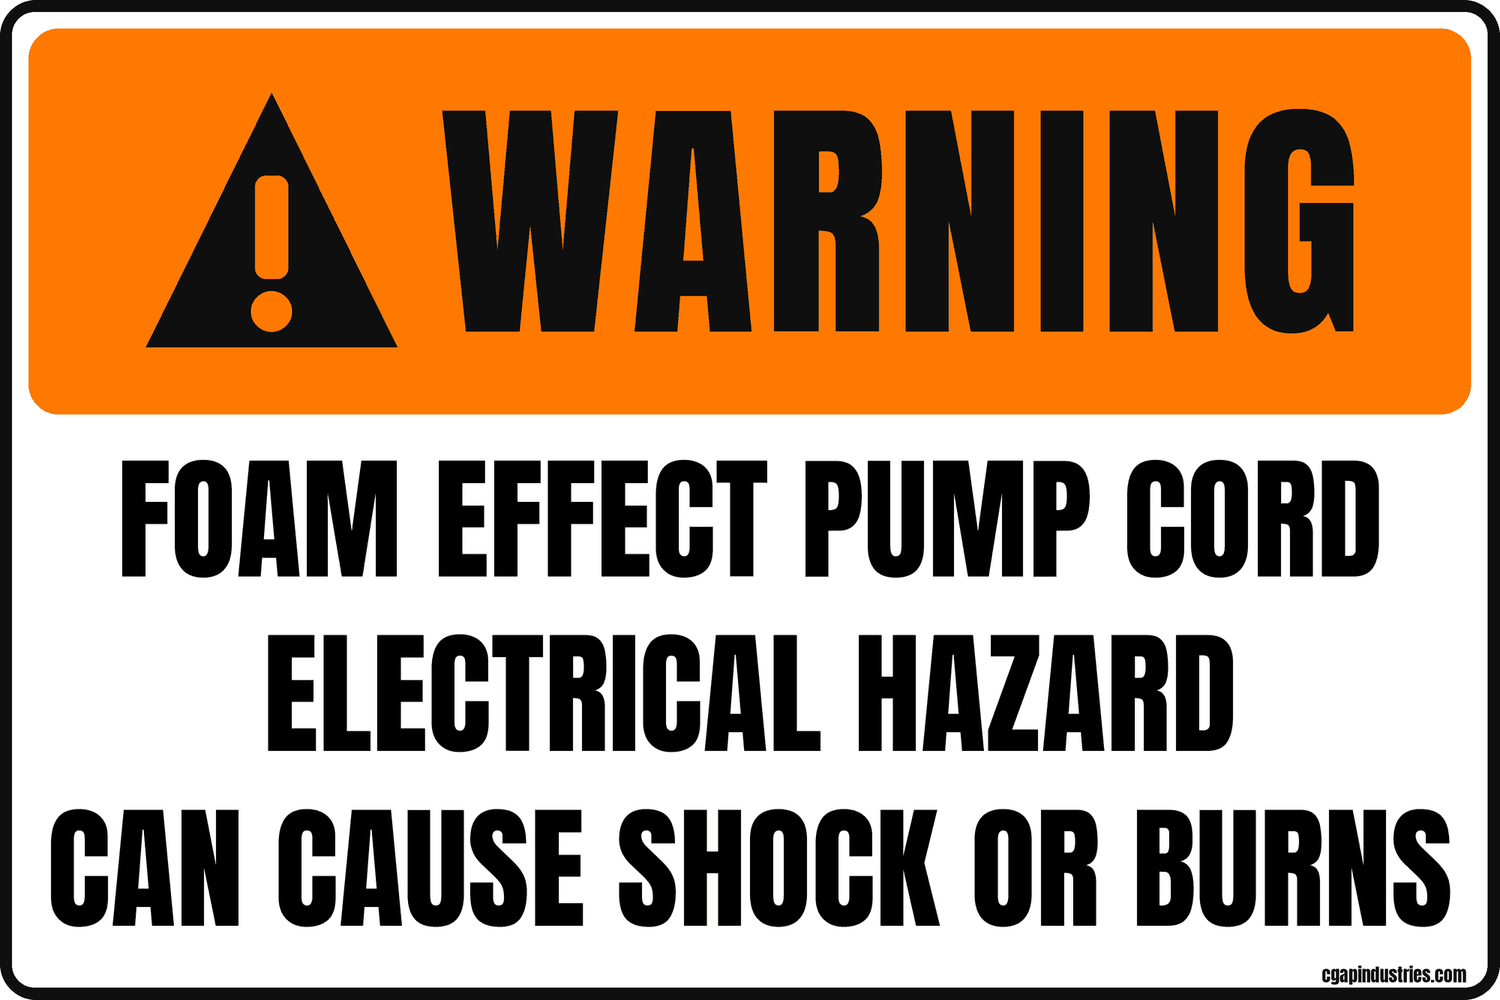 WARNING
FOAM EFFECT PUMP CORD
ELECTRICAL HAZARD
CAN CAUSE SHOCK OR BURNS
cgapindustries.com